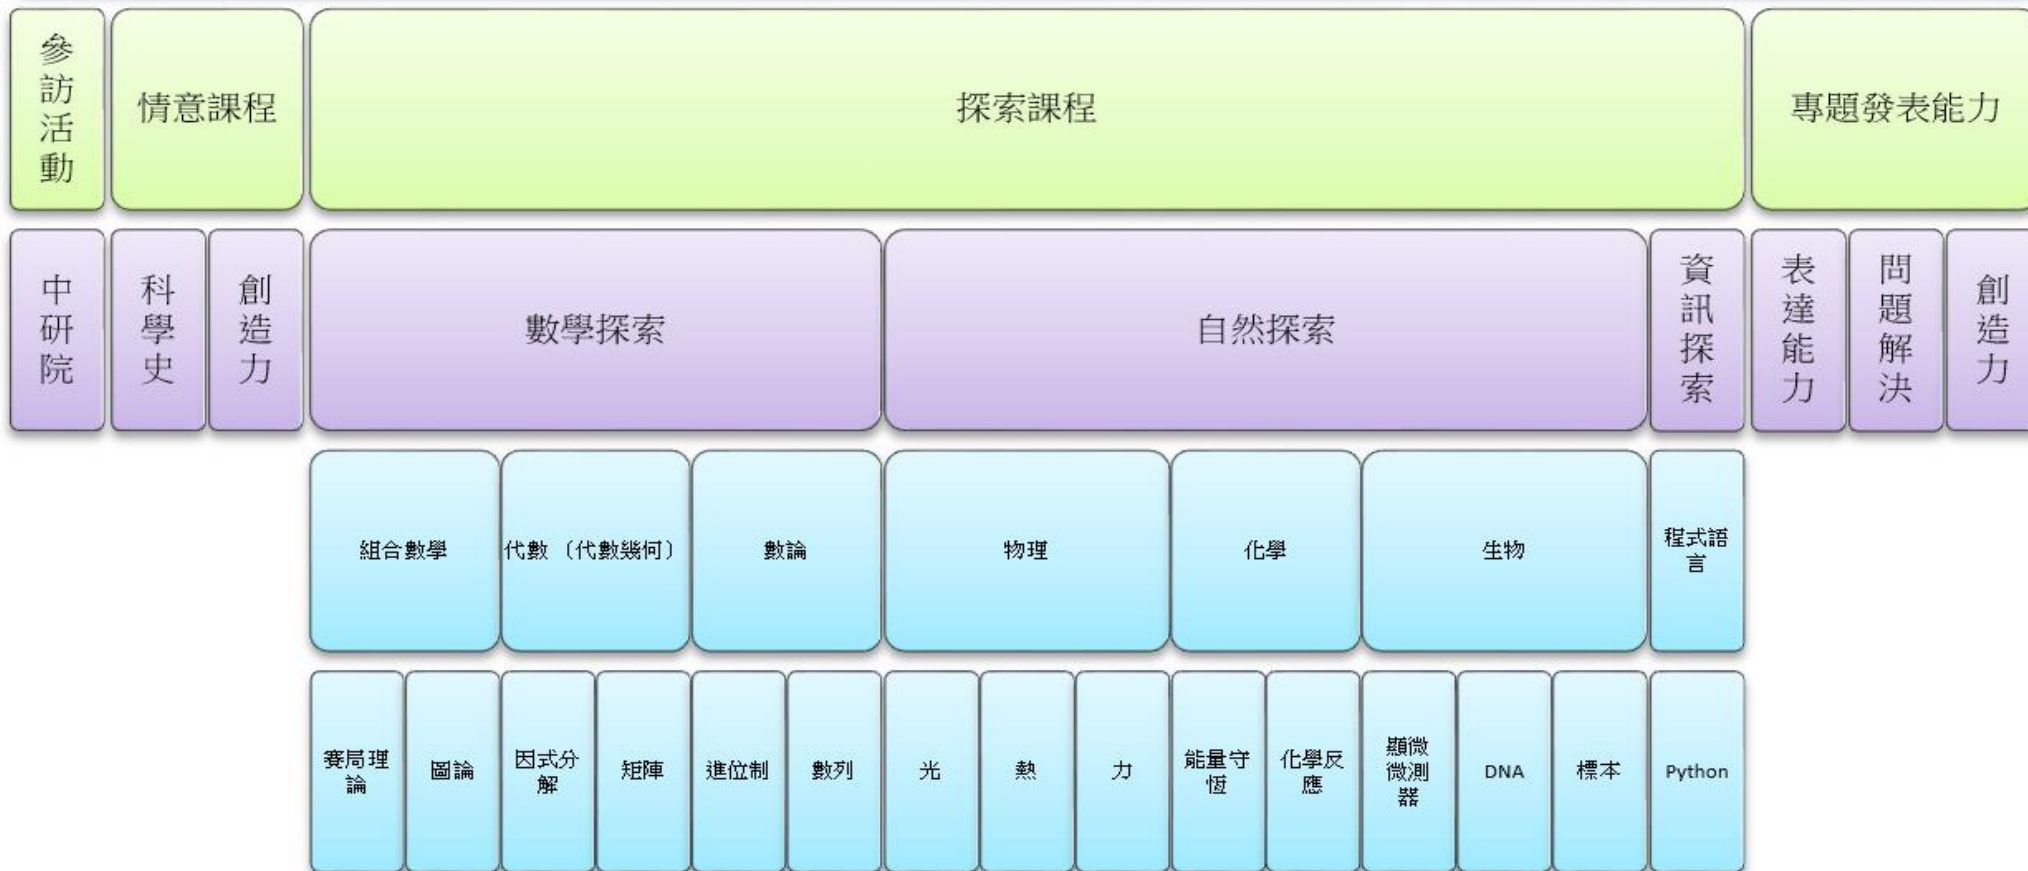 參訪活動
情意課程
探索課程
專題發表能力
中研院
科學史
創造力
數學探索
自然探索
資訊探索
表達能力
問題解決
創造力
組合數學
代數（代數幾何）
數論
物理
化學
生物
程式語
言
賽局理
論
圖論
因式分
解
矩陣
進位制
數列
光
熱
力
能量守
恆
化學反
應
顯微
微測
器
DNA
標本
Python